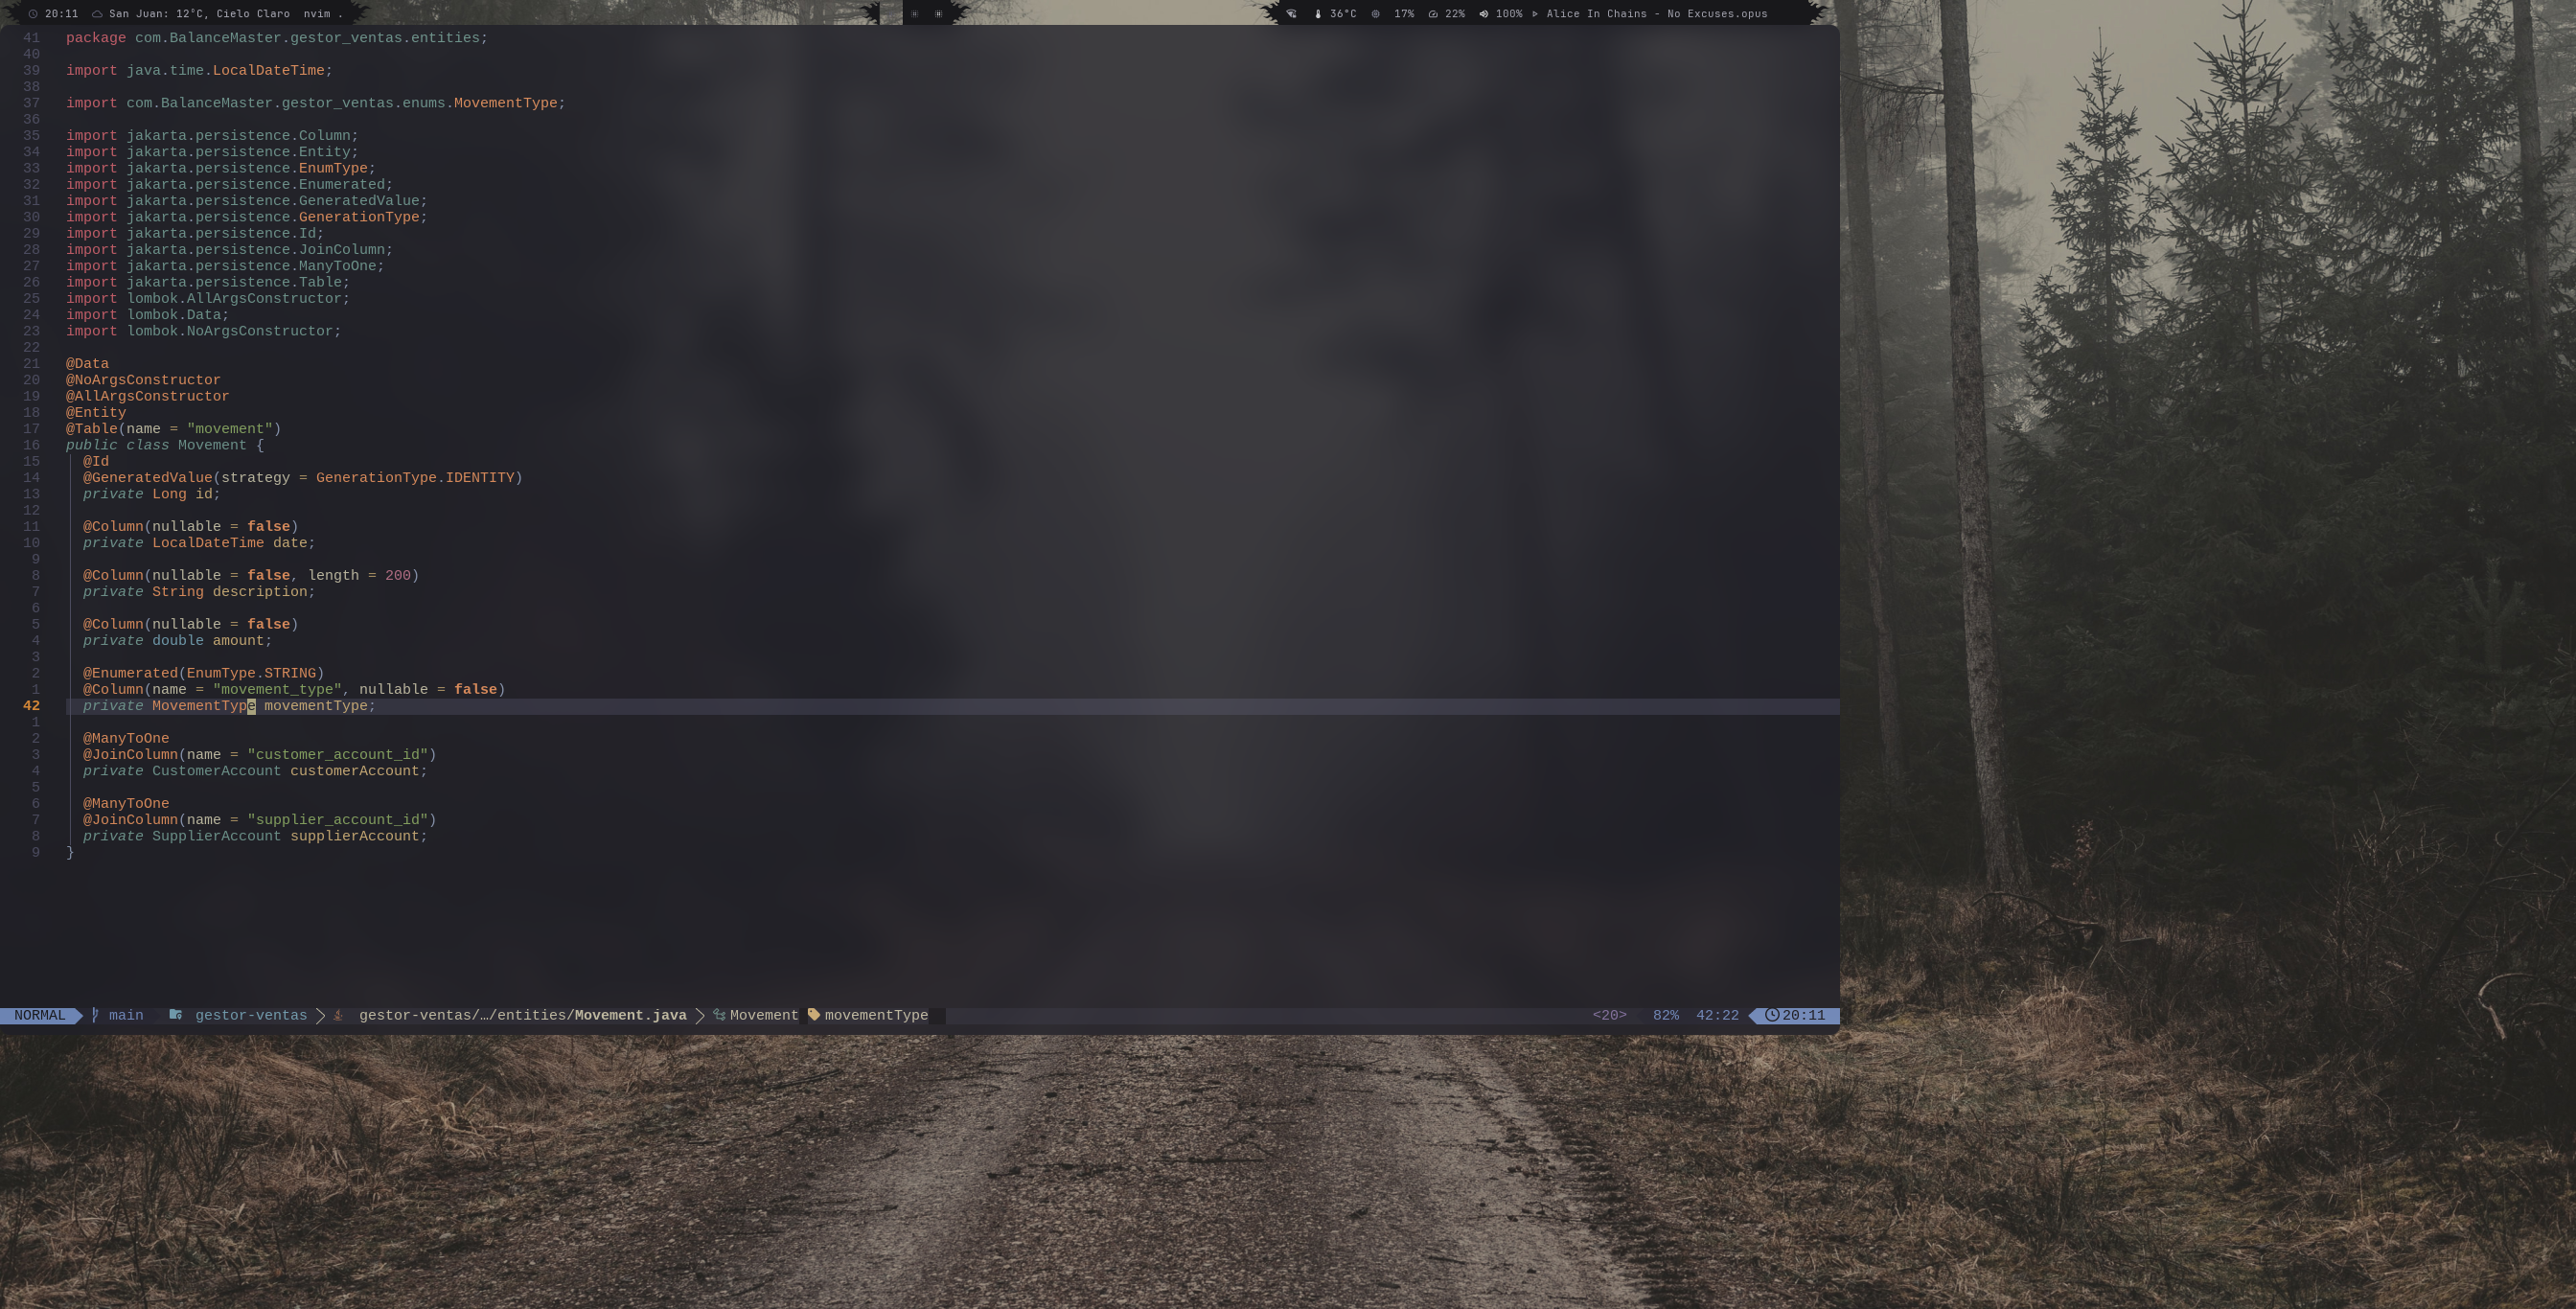 20:11 San Juan: 12°C, Cielo Claro nvim .
36°C 17% 22% 100% Alice In Chains - No Excuses.opus
41 package com.BalanceMaster.gestor_ventas.entities;
40
39 import java.time.LocalDateTime;
38
37 import com.BalanceMaster.gestor_ventas.enums.MovementType;
36
35 import jakarta.persistence.Column;
34 import jakarta.persistence.Entity;
33 import jakarta.persistence.EnumType;
32 import jakarta.persistence.Enumerated;
31 import jakarta.persistence.GeneratedValue;
30 import jakarta.persistence.GenerationType;
29 import jakarta.persistence.Id;
28 import jakarta.persistence.JoinColumn;
27 import jakarta.persistence.ManyToOne;
26 import jakarta.persistence.Table;
25 import lombok.AllArgsConstructor;
24 import lombok.Data;
23 import lombok.NoArgsConstructor;
22
21 @Data
20 @NoArgsConstructor
19 @AllArgsConstructor
18 @Entity
17 @Table(name = "movement")
16 public class Movement {
15 @Id
14 @GeneratedValue(strategy = GenerationType.IDENTITY)
13 private Long id;
12
11 @Column(nullable = false)
10 private LocalDateTime date;
9
8 @Column(nullable = false, length = 200)
7 private String description;
6
5 @Column(nullable = false)
4 private double amount;
3
2 @Enumerated(EnumType.STRING)
1 @Column(name = "movement_type", nullable = false)
42 private MovementType movementType;
1
2 @ManyToOne
3 @JoinColumn(name = "customer_account_id")
4 private CustomerAccount customerAccount;
5
6 @ManyToOne
7 @JoinColumn(name = "supplier_account_id")
8 private SupplierAccount supplierAccount;
9 }
NORMAL main gestor-ventas gestor-ventas/…/entities/Movement.java Movement movementType <20> 82% 42:22 20:11